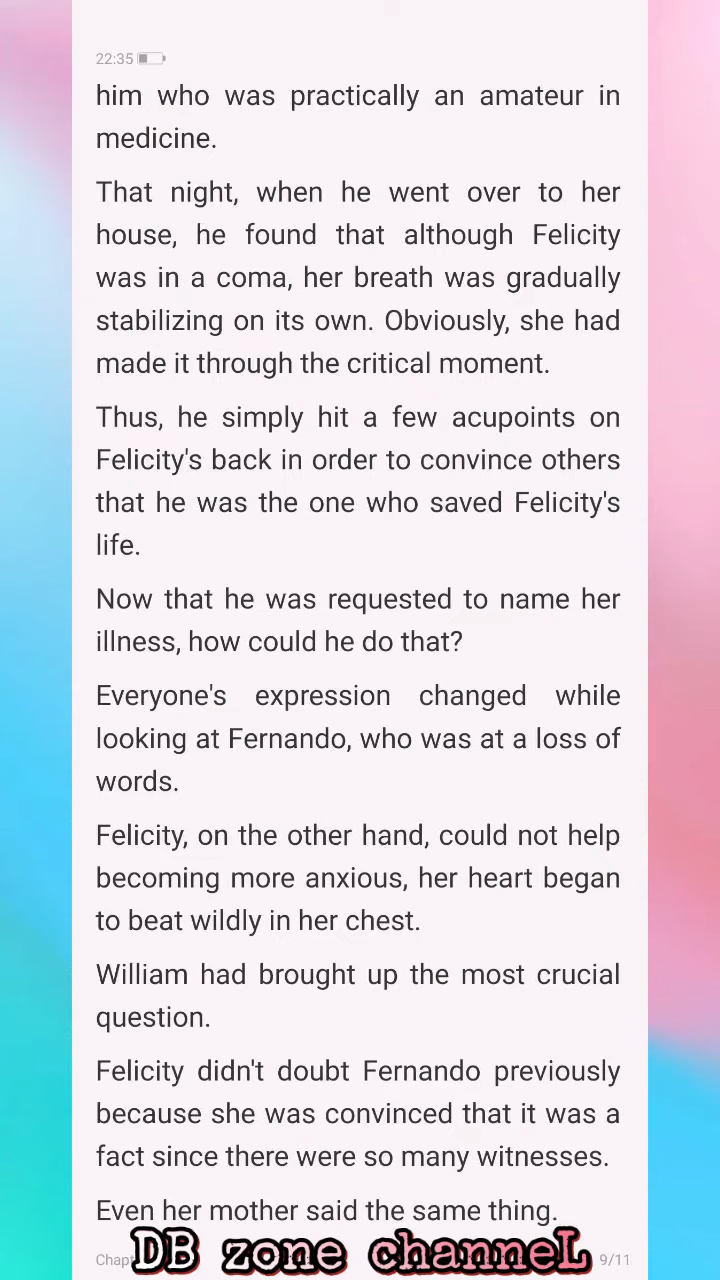 22:35
him who was practically an amateur in
medicine.
That night, when he went over to her
house, he found that although Felicity
was in a coma, her breath was gradually
stabilizing on its own. Obviously, she had
made it through the critical moment.
Thus, he simply hit a few acupoints on
Felicity's back in order to convince others
that he was the one who saved Felicity's
life.
Now that he was requested to name her
illness, how could he do that?
Everyone's expression changed while
looking at Fernando, who was at a loss of
words.
Felicity, on the other hand, could not help
becoming more anxious, her heart began
to beat wildly in her chest.
William had brought up the most crucial
question.
Felicity didn't doubt Fernando previously
because she was convinced that it was a
fact since there were so many witnesses.
Even her mother said the same thing.
DB zone channeL
9/11